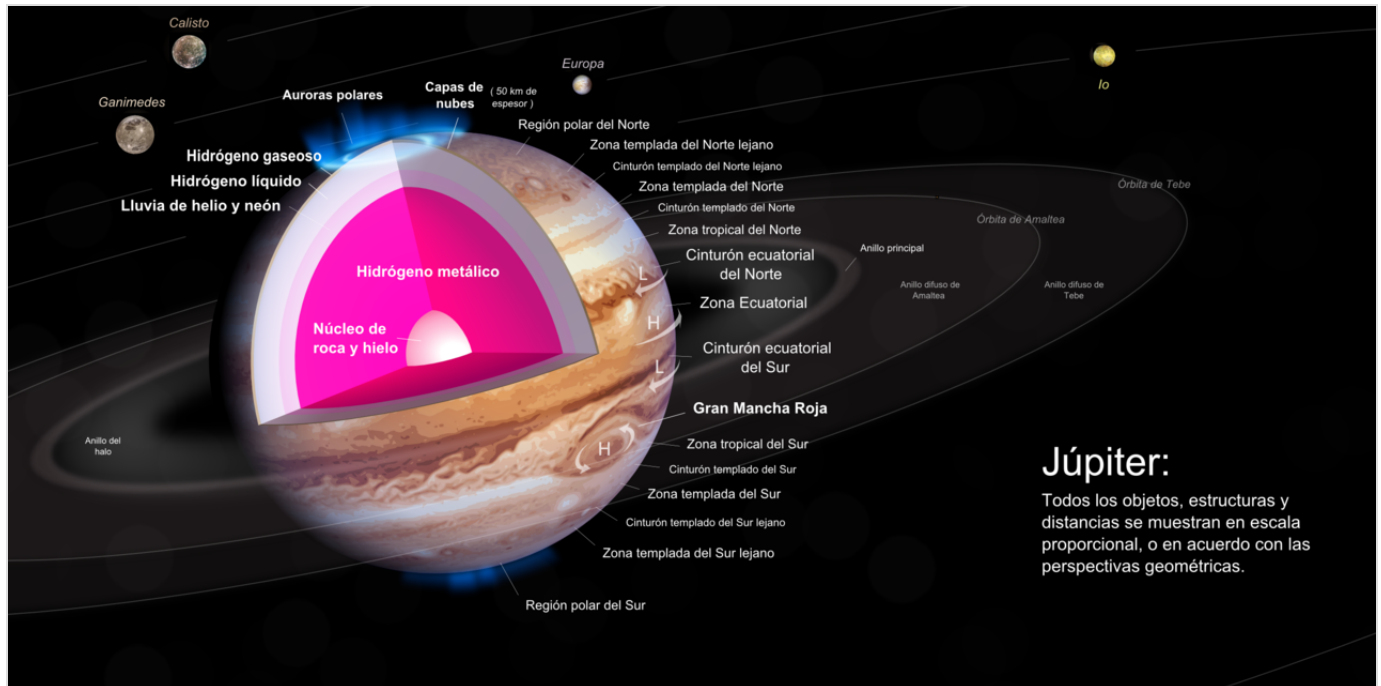 Calisto
Ganimedes
Europa
Io
Auroras polares
Capas de
nubes
( 50 km de
espesor )
Región polar del Norte
Hidrógeno gaseoso
Hidrógeno líquido
Lluvia de helio y neón
Zona templada del Norte lejano
Cinturón templado del Norte lejano
Zona templada del Norte
Cinturón templado del Norte
Zona tropical del Norte
Cinturón ecuatorial
del Norte
L
Zona Ecuatorial
H
Cinturón ecuatorial
del Sur
L
Gran Mancha Roja
H
Zona tropical del Sur
Cinturón templado del Sur
Zona templada del Sur
Cinturón templado del Sur lejano
Zona templada del Sur lejano
Región polar del Sur
Hidrógeno metálico
Núcleo de
roca y hielo
Órbita de Tebe
Órbita de Amaltea
Anillo principal
Anillo difuso de
Amaltea
Anillo difuso de
Tebe
Anillo del
halo
Júpiter:
Todos los objetos, estructuras y
distancias se muestran en escala
proporcional, o en acuerdo con las
perspectivas geométricas.